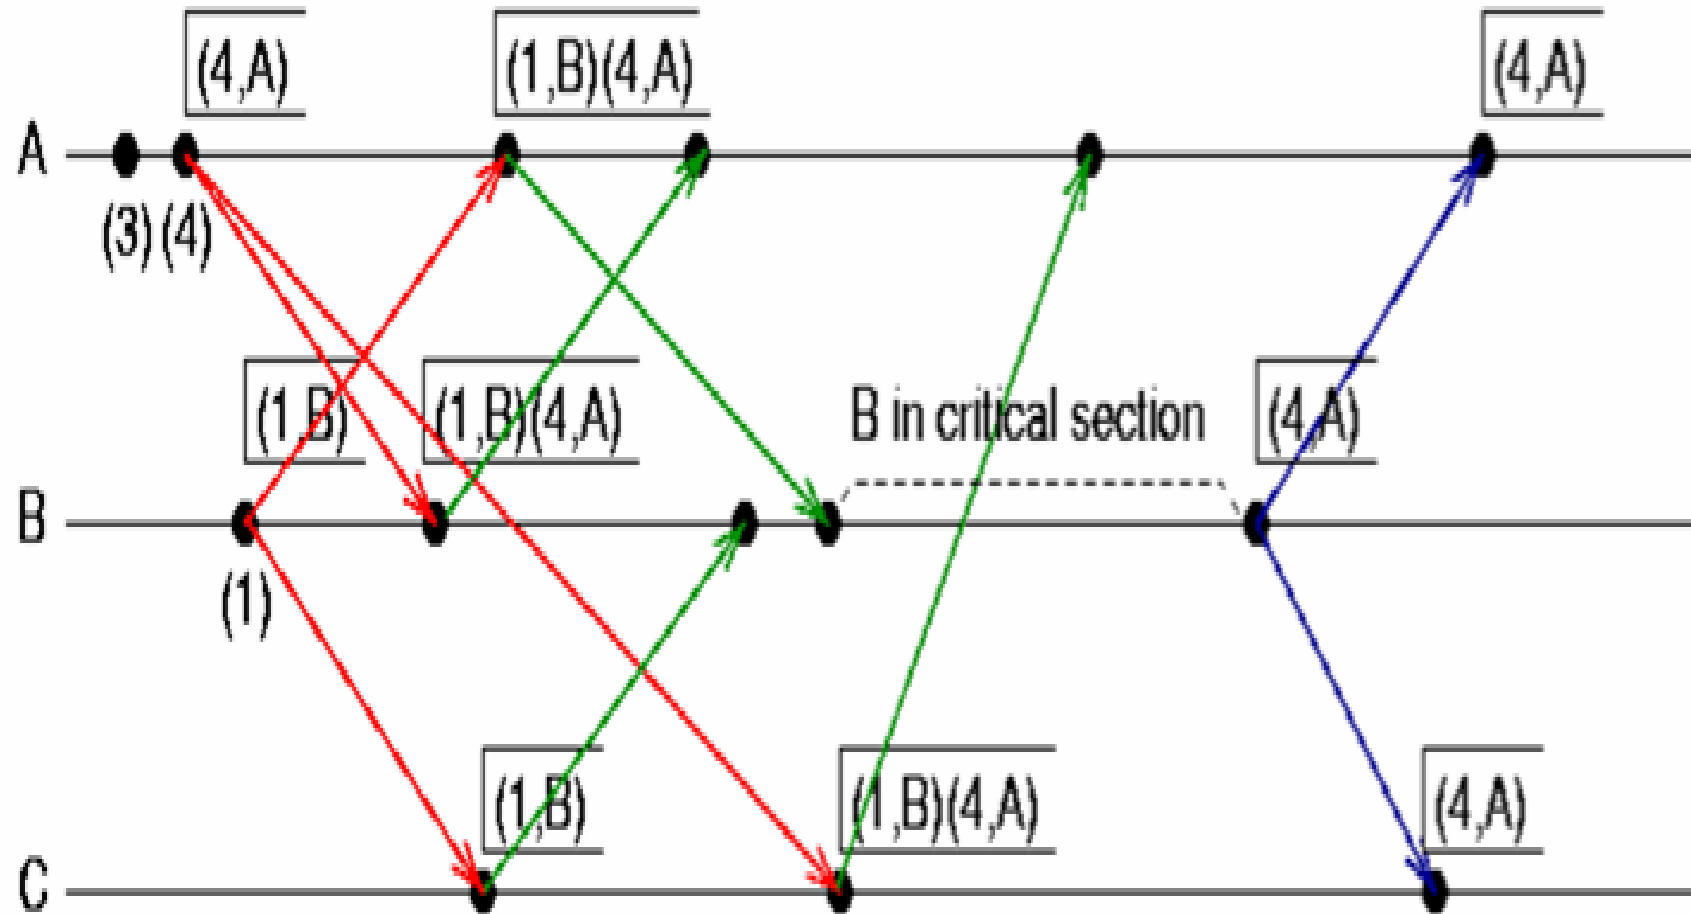 (4,A) (1,B)(4,A) (4,A)
A
(3) (4)
(1,B) (1,B)(4,A) B in critical section (4,A)
B
(1)
(1,B) (1,B)(4,A) (4,A)
C